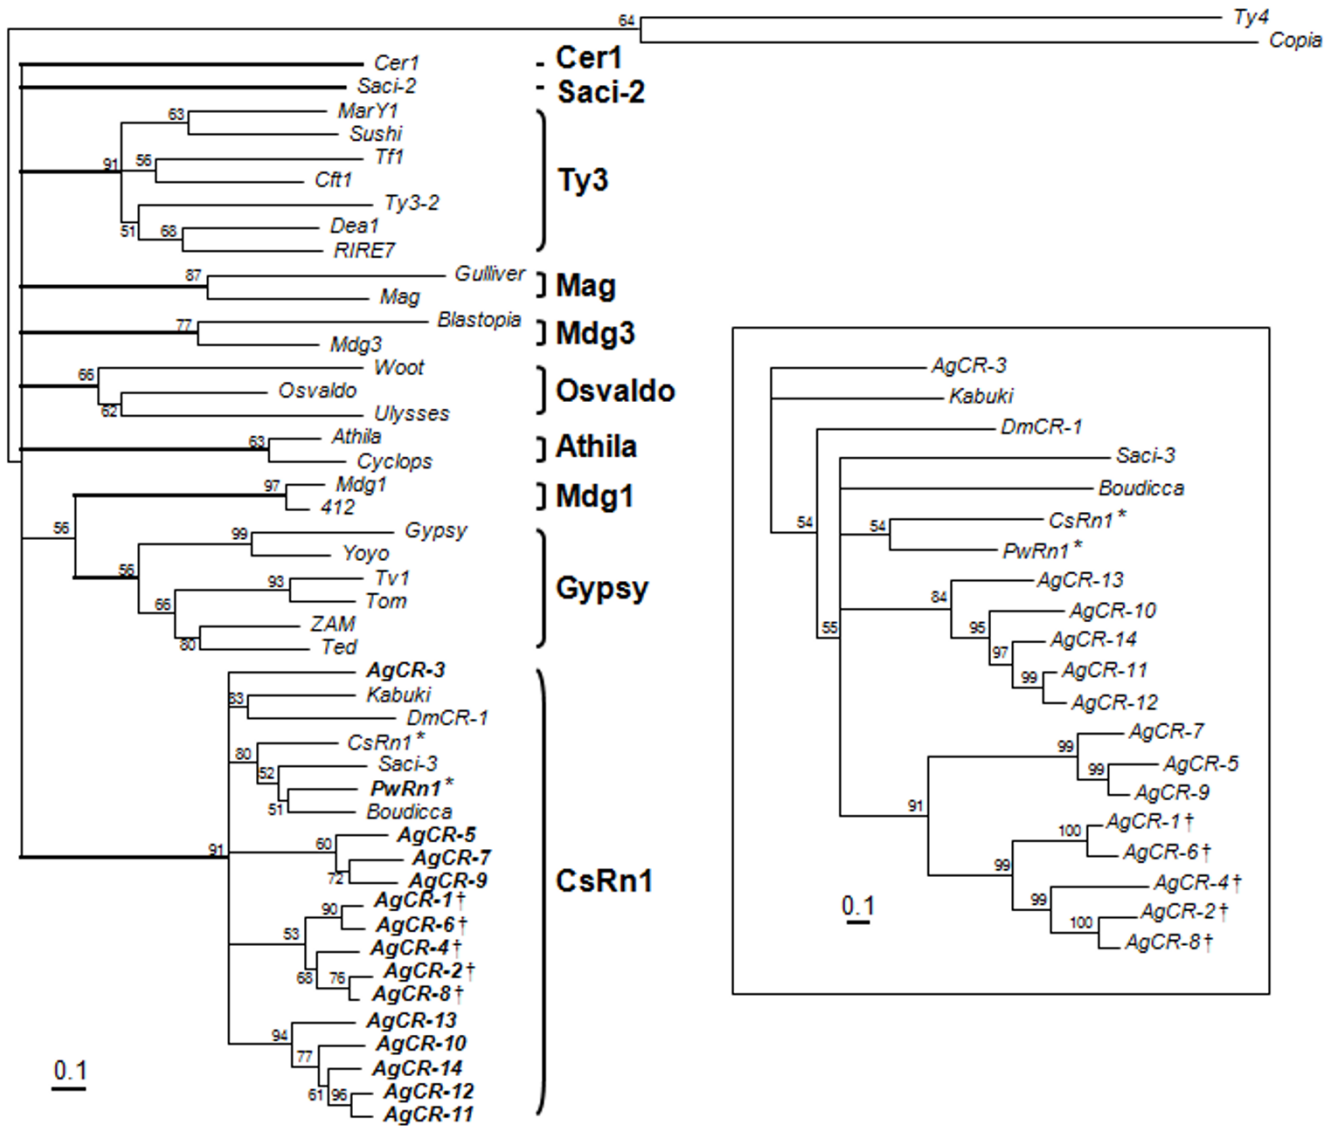 64
Ty4
Copia
Cer1
- Cer1
Saci-2
- Saci-2
63
MarY1
Sushi
91
56
Tf1
Cft1
Ty3
51
Ty3-2
68
Dea1
RIRE7
87
Gulliver
Mag
Mag
77
Blastopia
Mdg3
Mdg3
66
Woot
62
Osvaldo
Ulysses
Osvaldo
63
Athila
Cyclops
Athila
56
97
Mdg1
412
Mdg1
56
99
Gypsy
Yoyo
66
93
Tv1
Tom
80
ZAM
Ted
Gypsy
91
AgCR-3
83
Kabuki
DmCR-1
80
CsRn1*
52
Saci-3
51
PwRn1*
Boudicca
60
AgCR-5
72
AgCR-7
AgCR-9
CsRn1
53
90
AgCR-1†
AgCR-6†
68
AgCR-4†
76
AgCR-2†
AgCR-8†
94
AgCR-13
77
AgCR-10
61
AgCR-14
96
AgCR-12
AgCR-11
0.1
AgCR-3
Kabuki
54
DmCR-1
55
Saci-3
Boudicca
54
CsRn1*
PwRn1*
84
AgCR-13
95
AgCR-10
97
AgCR-14
99
AgCR-11
AgCR-12
91
99
AgCR-7
99
AgCR-5
AgCR-9
99
100
AgCR-1†
AgCR-6†
99
AgCR-4†
100
AgCR-2†
AgCR-8†
0.1